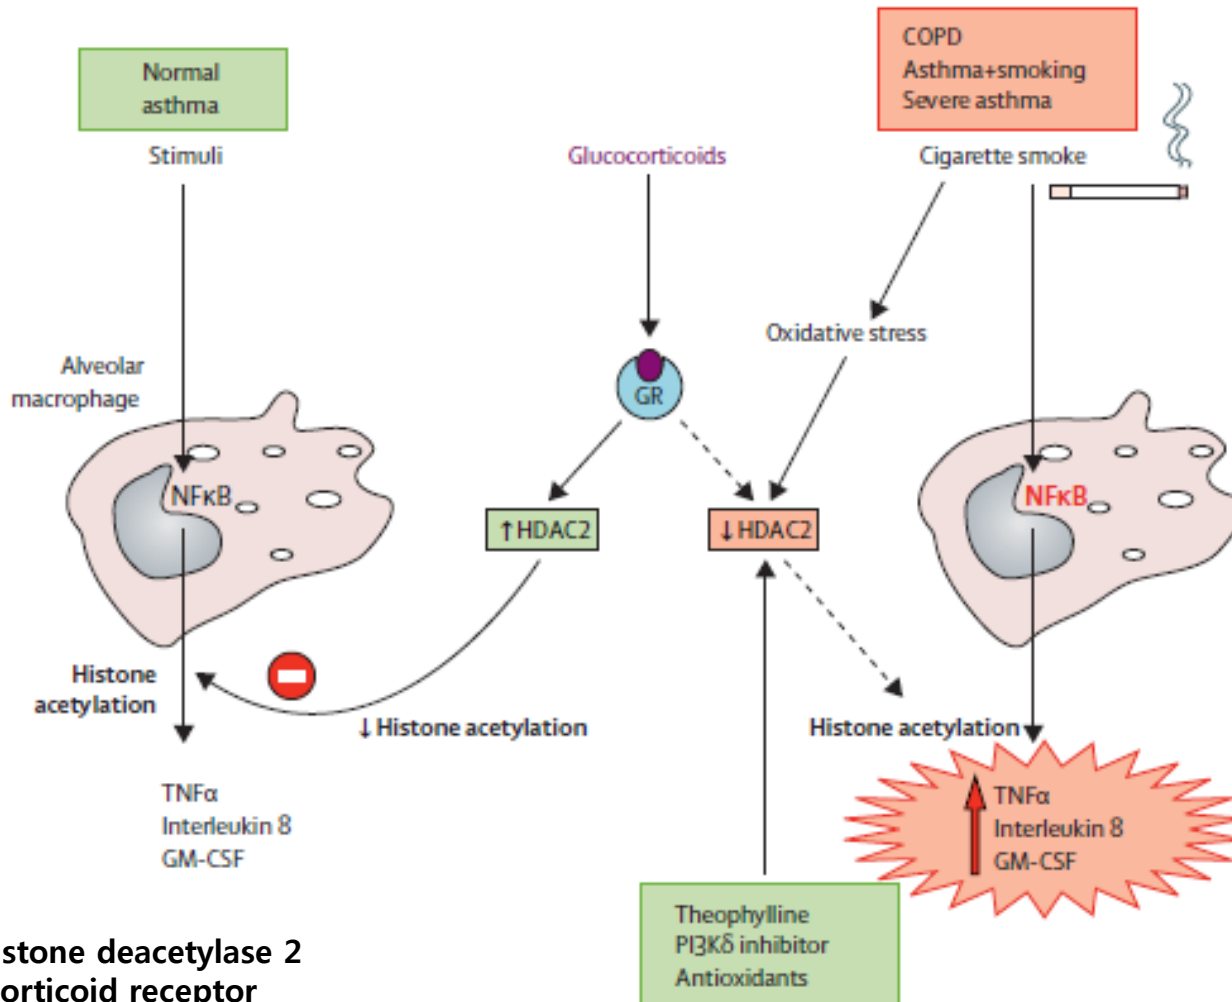 Normal
asthma
Stimuli
Glucocorticoids
COPD
Asthma+smoking
Severe asthma
Cigarette smoke
Oxidative stress
Alveolar
macrophage
GR
NFκB
NFκB
↑HDAC2
↓HDAC2
Histone
acetylation
↓Histone acetylation
Histone acetylation
TNFα
Interleukin 8
GM-CSF
TNFα
Interleukin 8
GM-CSF
Theophylline
PI3Kδ inhibitor
Antioxidants
stone deacetylase 2
orticoid receptor